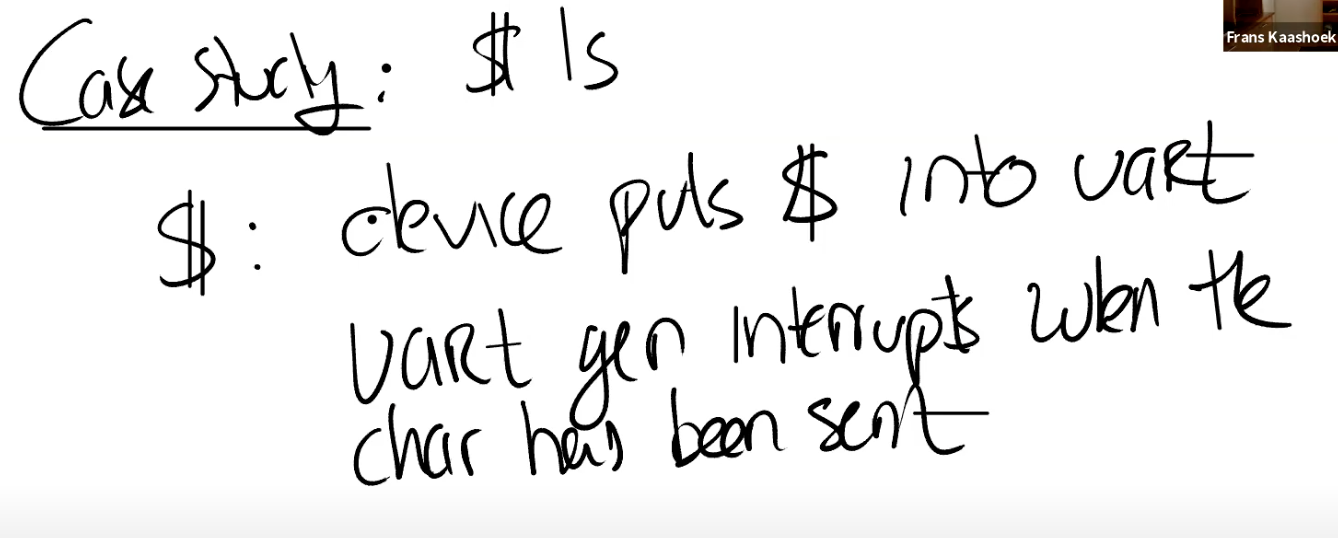 Case study: $ ls
Frans Kaashoek
$: device puts $ into uart
uart gen interrupts when the
char has been sent